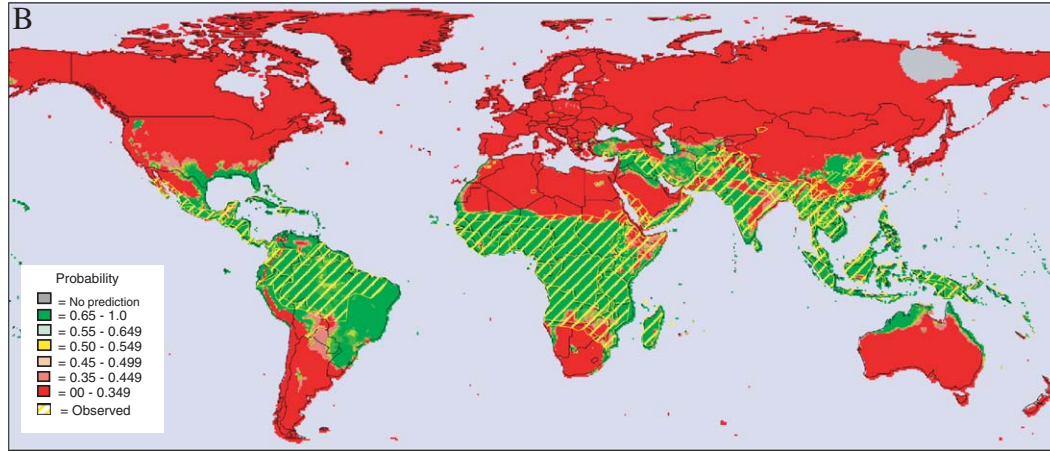 B
Probability
= No prediction
= 0.65 - 1.0
= 0.55 - 0.649
= 0.50 - 0.549
= 0.45 - 0.499
= 0.35 - 0.449
= 00 - 0.349
= Observed